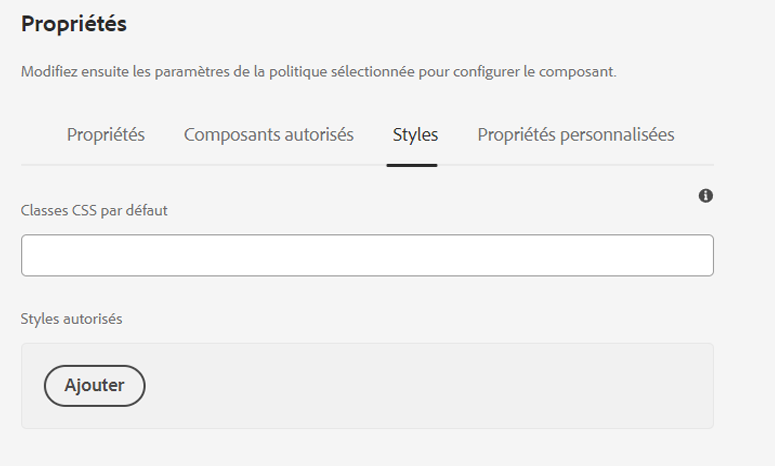 Propriétés
Modifiez ensuite les paramètres de la politique sélectionnée pour configurer le composant.
Propriétés Composants autorisés Styles Propriétés personnalisées
Classes CSS par défaut
Styles autorisés
Ajouter